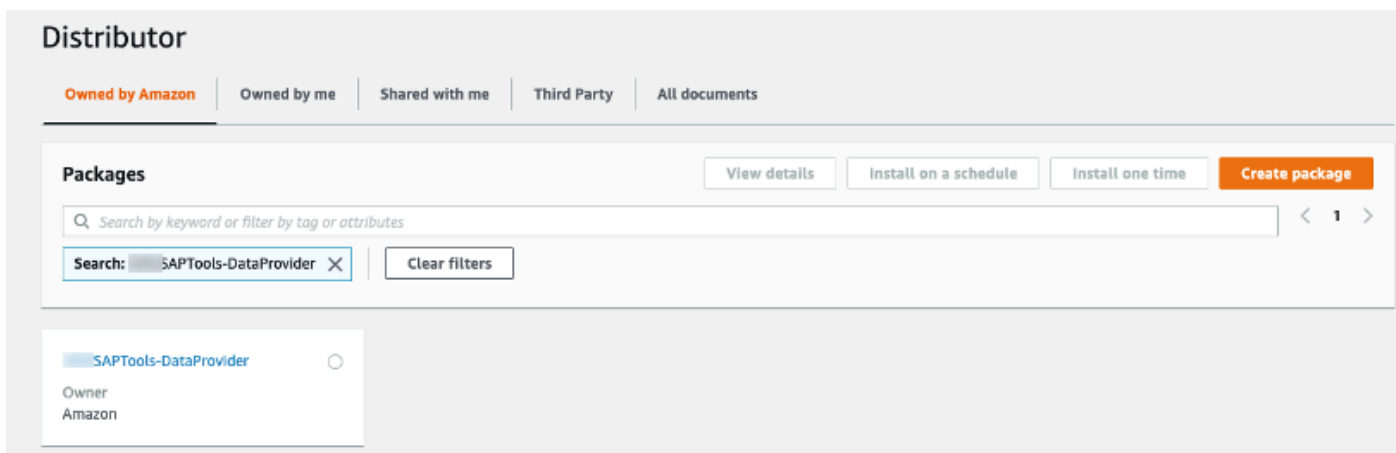 Distributor
Owned by Amazon Owned by me Shared with me Third Party All documents
Packages View details Install on a schedule Install one time Create package
Search by keyword or filter by tag or attributes 1
Search: SAPTools-DataProvider Clear filters
SAPTools-DataProvider
Owner
Amazon